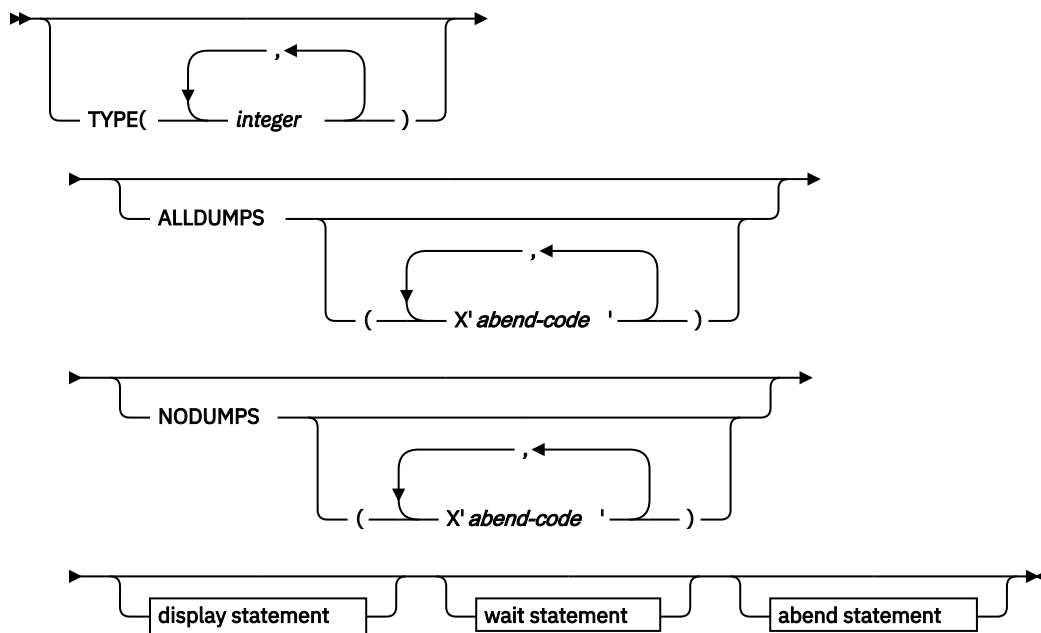 ,
TYPE( integer )
ALLDUMPS
,
( X' abend-code ' )
NODUMPS
,
( X' abend-code ' )
display statement wait statement abend statement